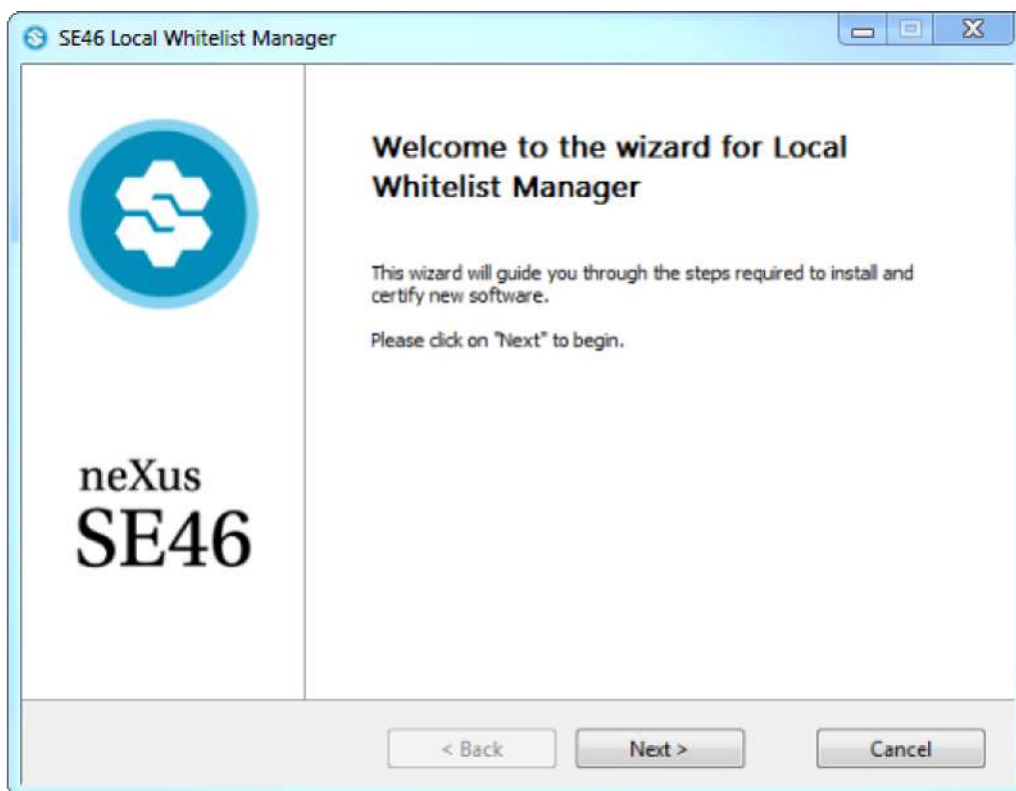 SE46 Local Whitelist Manager
Welcome to the wizard for Local
Whitelist Manager
This wizard will guide you through the steps required to install and
certify new software.
Please click on "Next" to begin.
neXus
SE46
< Back
Next >
Cancel